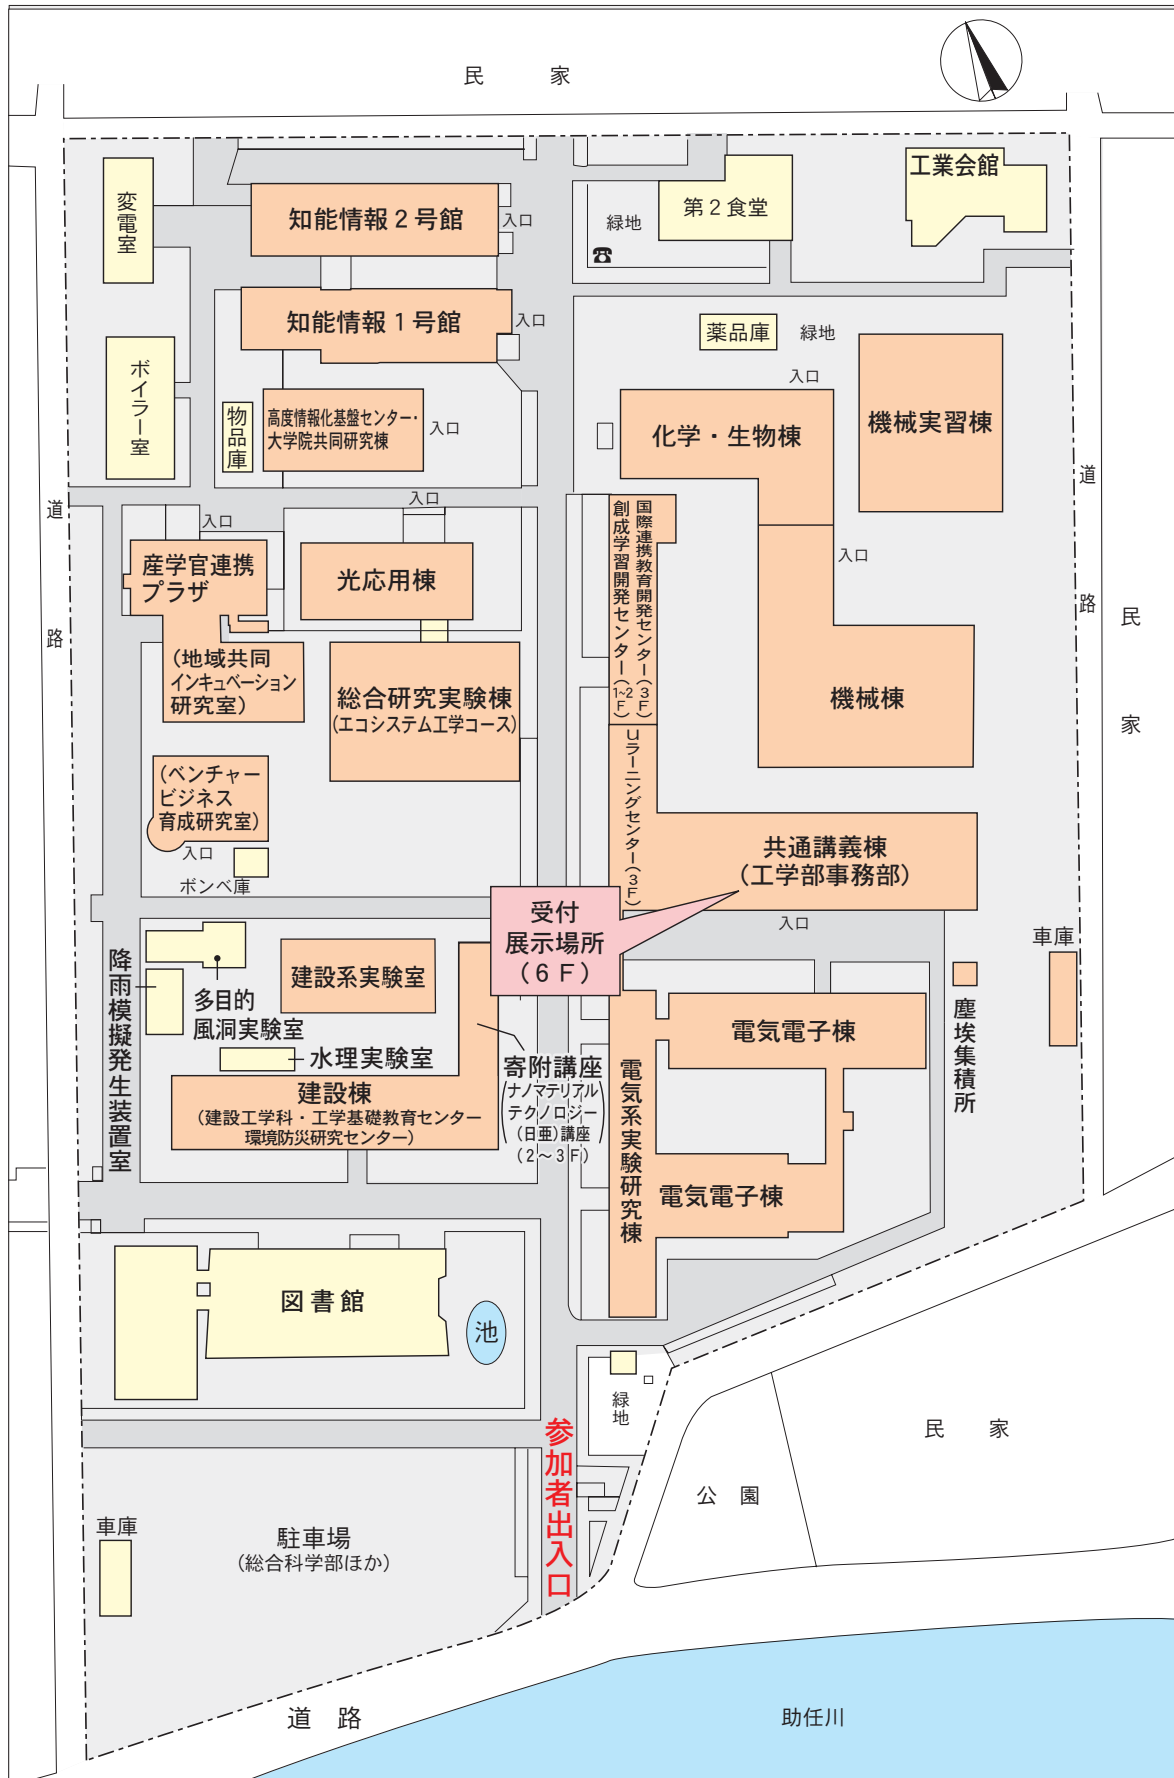 民　家
工業会館
変電室
知能情報２号館
入口
緑地
第２食堂
知能情報１号館
入口
薬品庫
緑地
ボイラー室
入口
機械実習棟
物品庫
高度情報化基盤センター・
大学院共同研究棟
入口
化学・生物棟
道　路
道　路
入口
入口
産学官連携
プラザ
光応用棟
創成学習開発センター（1~2F）
国際連携教育開発センター（３F）
入口
民　家
（地域共同
インキュベーション
研究室）
総合研究実験棟
（エコシステム工学コース）
機械棟
Uラーニングセンター（３F）
（ベンチャー
ビジネス
育成研究室）
入口
ボンベ庫
共通講義棟
（工学部事務部）
受付
展示場所
（６F）
入口
車庫
降雨模擬発生装置室
多目的
風洞実験室
建設系実験室
水理実験室
電気電子棟
塵埃集積所
寄附講座
（ナノマテリアル
テクノロジー
（日亜）講座
（２～３F））
建設棟
（建設工学科・工学基礎教育センター
環境防災研究センター）
電気系実験研究棟
電気電子棟
図書館
池
緑地
参加者出入口
民　家
公　園
車庫
駐車場
（総合科学部ほか）
道　路
助任川